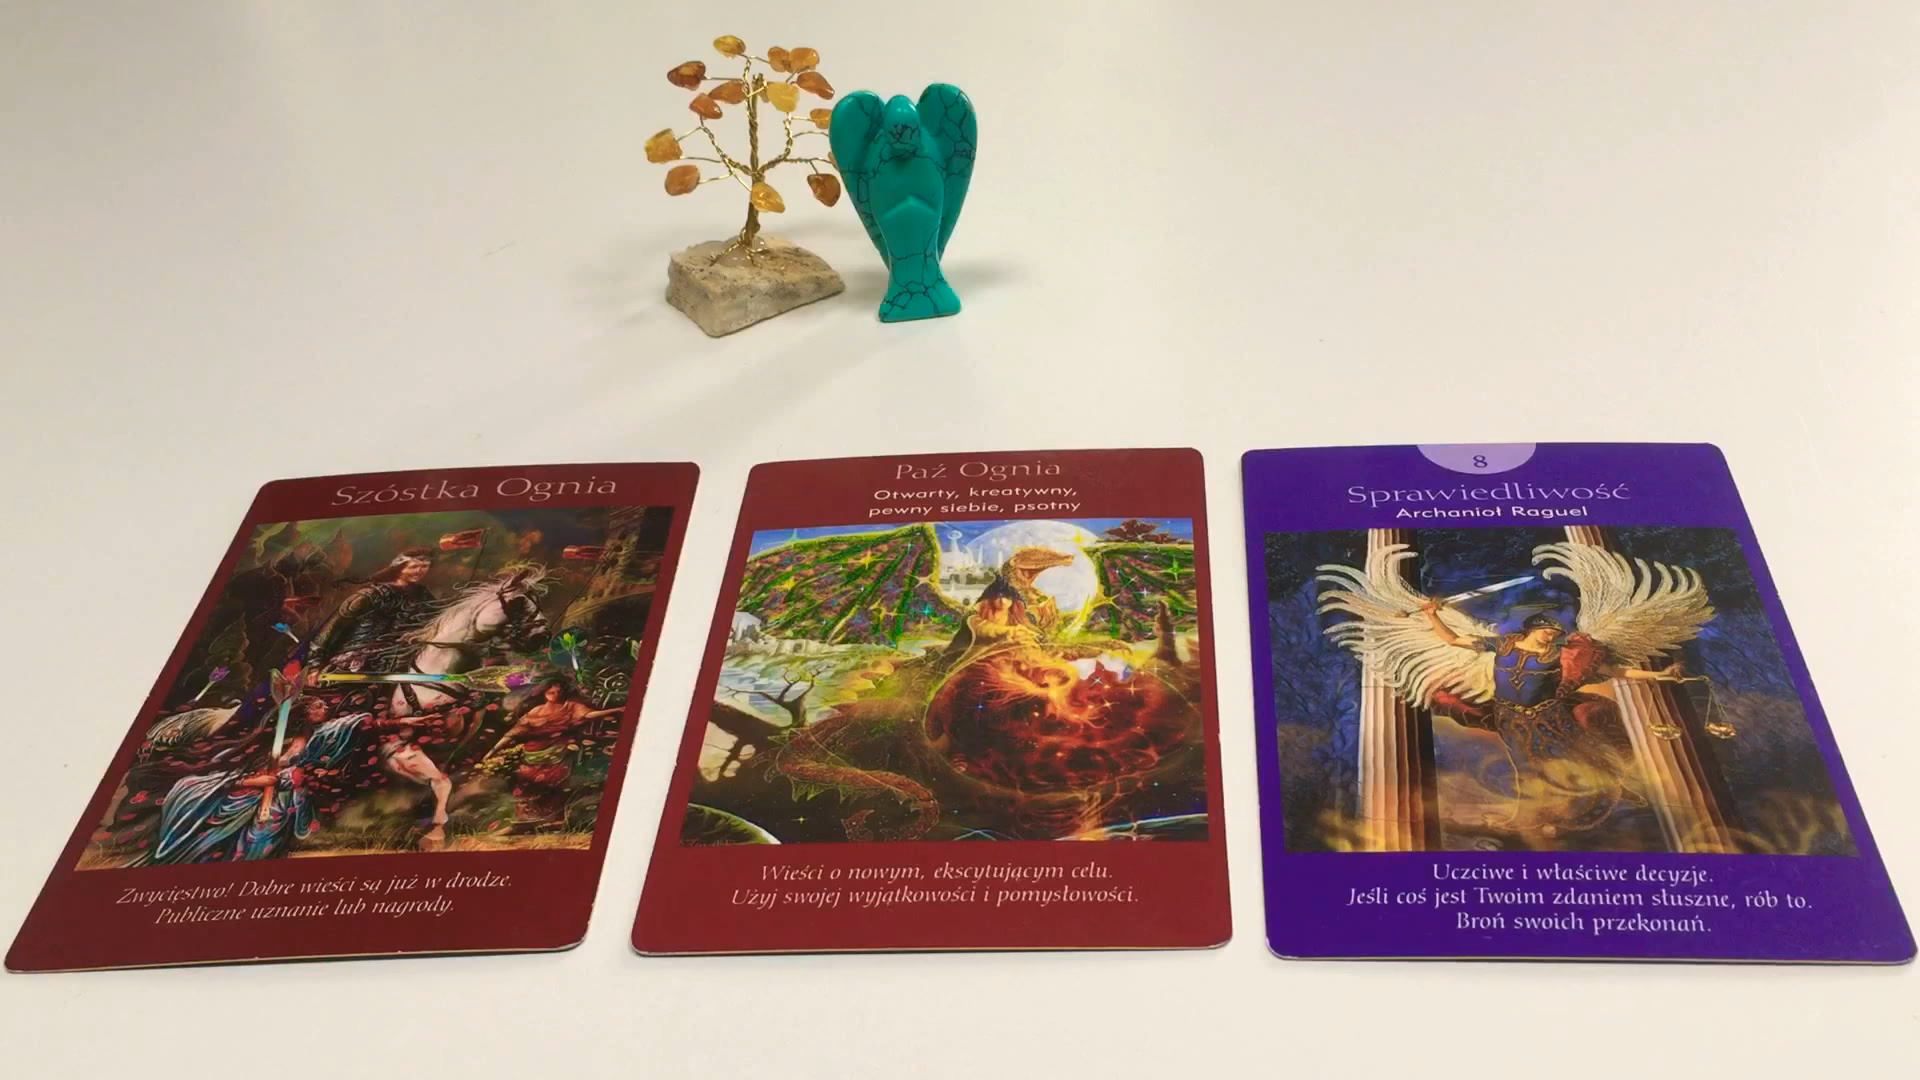 Szóstka Ognia
Zwycięstwo! Dobre wieści są już w drodze.
Publiczne uznanie lub nagrody.
Paź Ognia
Otwarty, kreatywny,
pewny siebie, psotny
Wieści o nowym, ekscytującym celu.
Użyj swojej wyjątkowości i pomysłowości.
8
Sprawiedliwość
Archanioł Raguel
Uczciwe i właściwe decyzje.
Jeśli coś jest Twoim zdaniem słuszne, rób to.
Broń swoich przekonań.